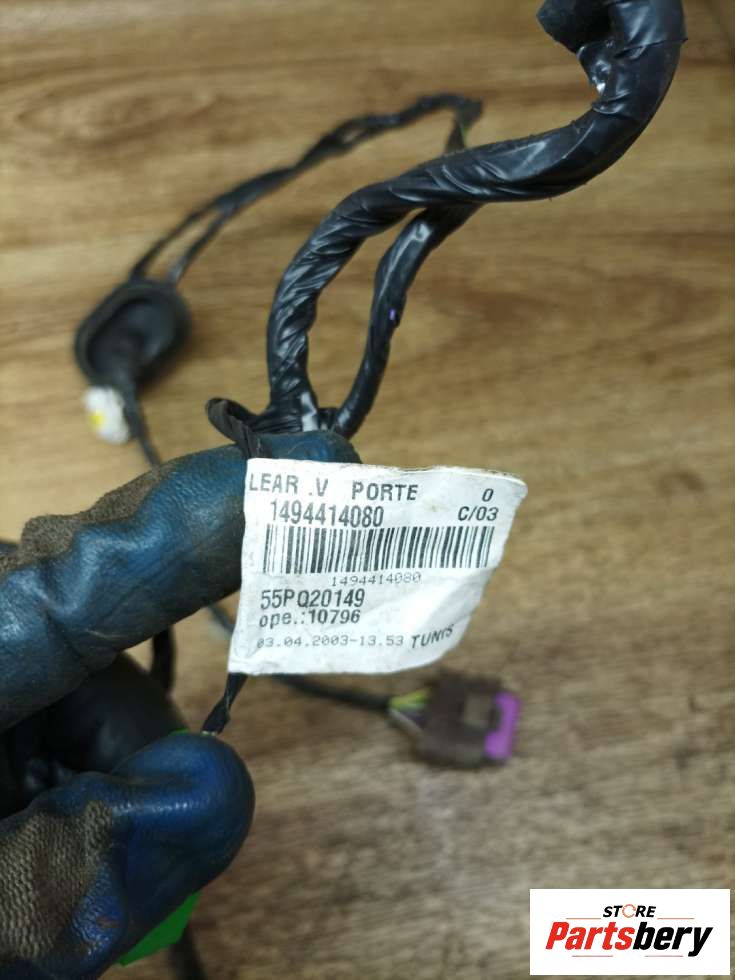 LEAR .V PORTE 0
1494414080 C/03
1494414080
55PQ20149
ope.:10796
03.04.2003-13.53 TUNIS
STORE
Partsbery